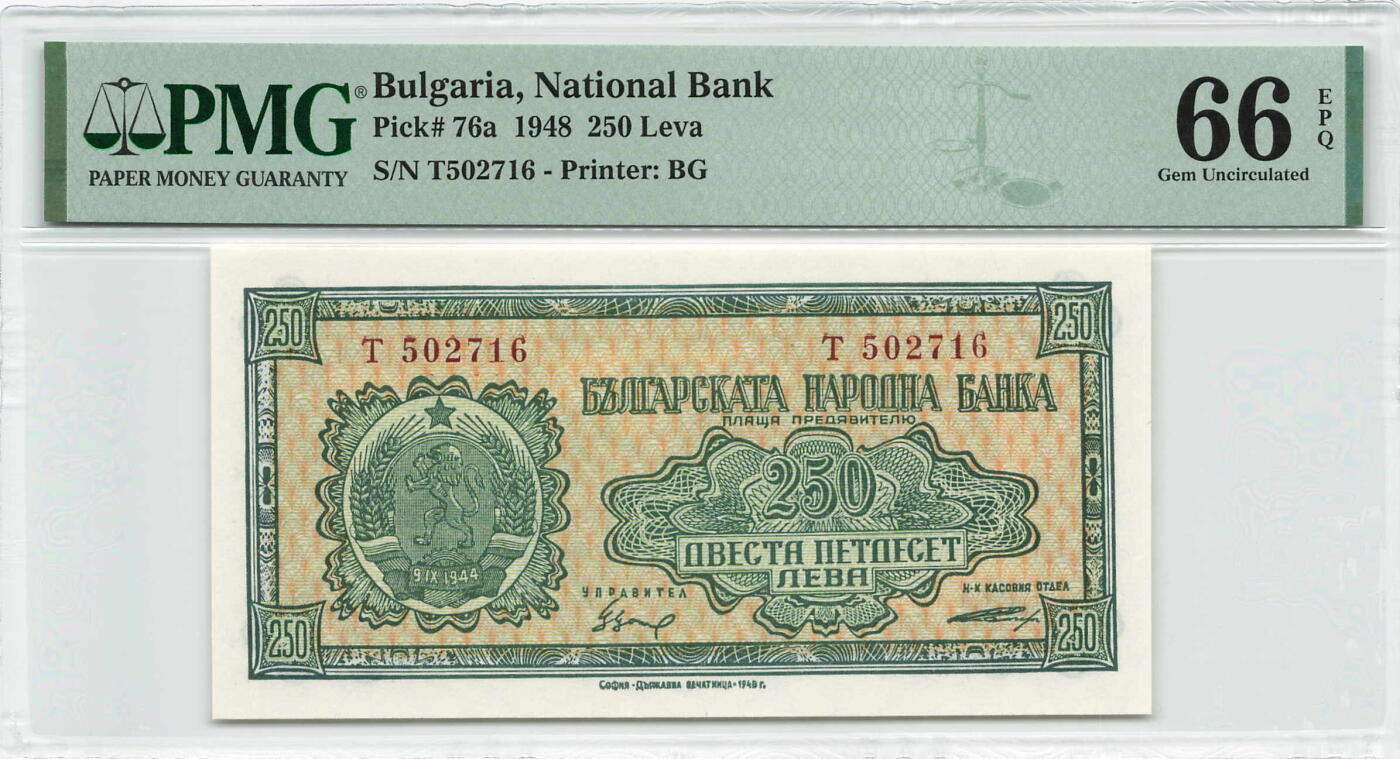 PMG®
PAPER MONEY GUARANTY
Bulgaria, National Bank
Pick# 76a 1948 250 Leva
S/N T502716 - Printer: BG
66
EPQ
Gem Uncirculated
250
250
Т 502716
Т 502716
БЪЛГАРСКАТА НАРОДНА БАНКА
ПЛАЩА ПРЕДЯВИТЕЛЮ
250
ДВЕСТА ПЕТДЕСЕТ
ЛЕВА
9 IX 1944
УПРАВИТЕЛ
Н-К КАСОВИЯ ОТДЕЛ
250
250
СОФИЯ - ДЪРЖАВНА ПЕЧАТНИЦА - 1948 г.